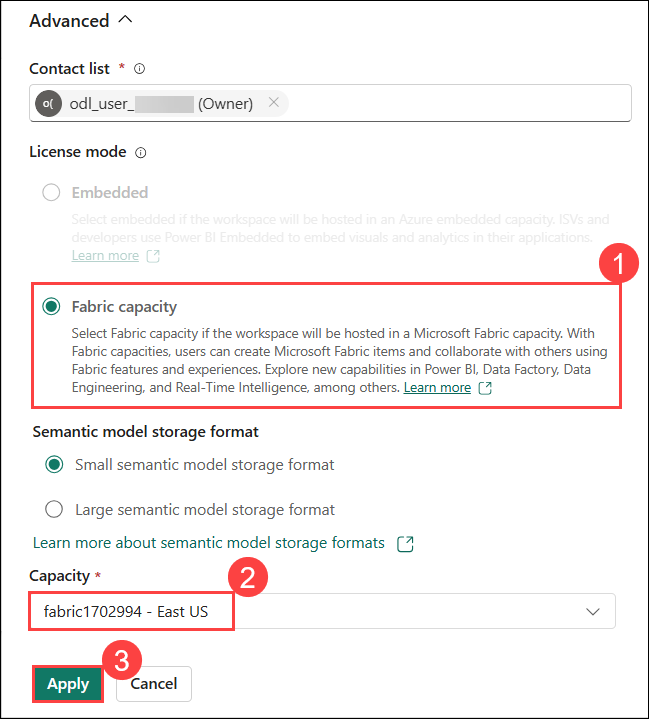 Advanced
Contact list *
o( odl_user_ (Owner)
License mode
Embedded
Select embedded if the workspace will be hosted in an Azure embedded capacity. ISVs and
developers use Power BI Embedded to embed visuals and analytics in their applications.
Learn more
1
Fabric capacity
Select Fabric capacity if the workspace will be hosted in a Microsoft Fabric capacity. With
Fabric capacities, users can create Microsoft Fabric items and collaborate with others using
Fabric features and experiences. Explore new capabilities in Power BI, Data Factory, Data
Engineering, and Real-Time Intelligence, among others. Learn more
Semantic model storage format
Small semantic model storage format
Large semantic model storage format
Learn more about semantic model storage formats
Capacity *
2
fabric1702994 - East US
3
Apply Cancel